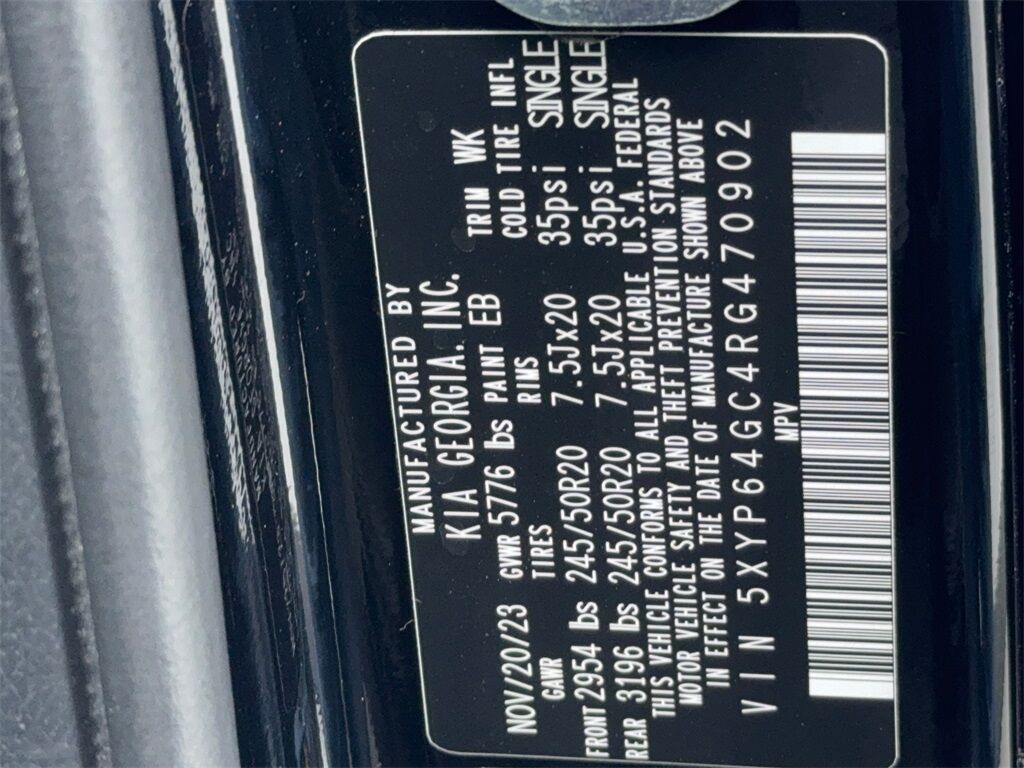 MANUFACTURED BY
KIA GEORGIA. INC.
NOV/20/23 GVWR 5776 lbs PAINT EB TRIM WK
GAWR TIRES RIMS COLD TIRE INFL
FRONT 2954 lbs 245/50R20 7.5Jx20 35psi SINGLE
REAR 3196 lbs 245/50R20 7.5Jx20 35psi SINGLE
THIS VEHICLE CONFORMS TO ALL APPLICABLE U.S.A. FEDERAL
MOTOR VEHICLE SAFETY AND THEFT PREVENTION STANDARDS
IN EFFECT ON THE DATE OF MANUFACTURE SHOWN ABOVE
VIN 5XYP64GC4RG470902
MPV